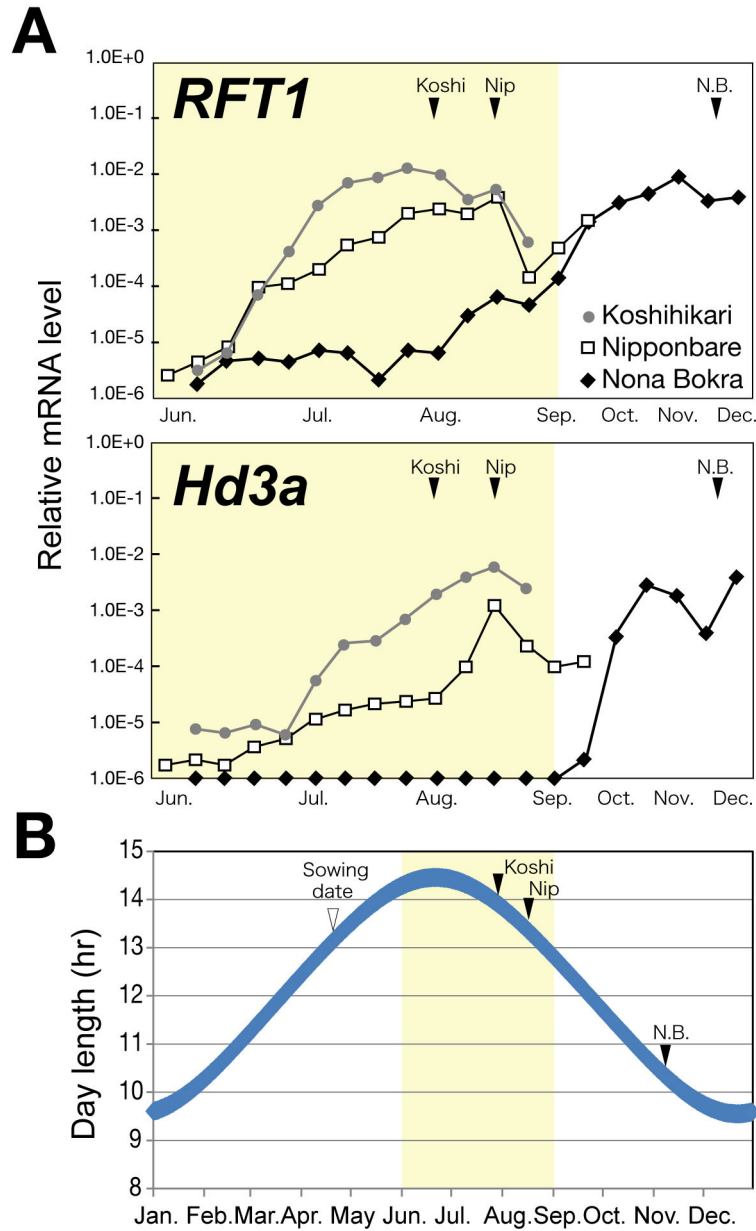 A
1.0E+0
RFT1
Koshi Nip N.B.
1.0E-1
1.0E-2
1.0E-3
1.0E-4
1.0E-5
1.0E-6
Koshihikari
Nipponbare
Nona Bokra
Jun. Jul. Aug. Sep. Oct. Nov. Dec.
Relative mRNA level
1.0E+0
Hd3a
Koshi Nip N.B.
1.0E-1
1.0E-2
1.0E-3
1.0E-4
1.0E-5
1.0E-6
Jun. Jul. Aug. Sep. Oct. Nov. Dec.
B
Day length (hr)
15
14
13
12
11
10
9
8
Sowing
date
Koshi
Nip
N.B.
Jan. Feb. Mar. Apr. May Jun. Jul. Aug. Sep. Oct. Nov. Dec.